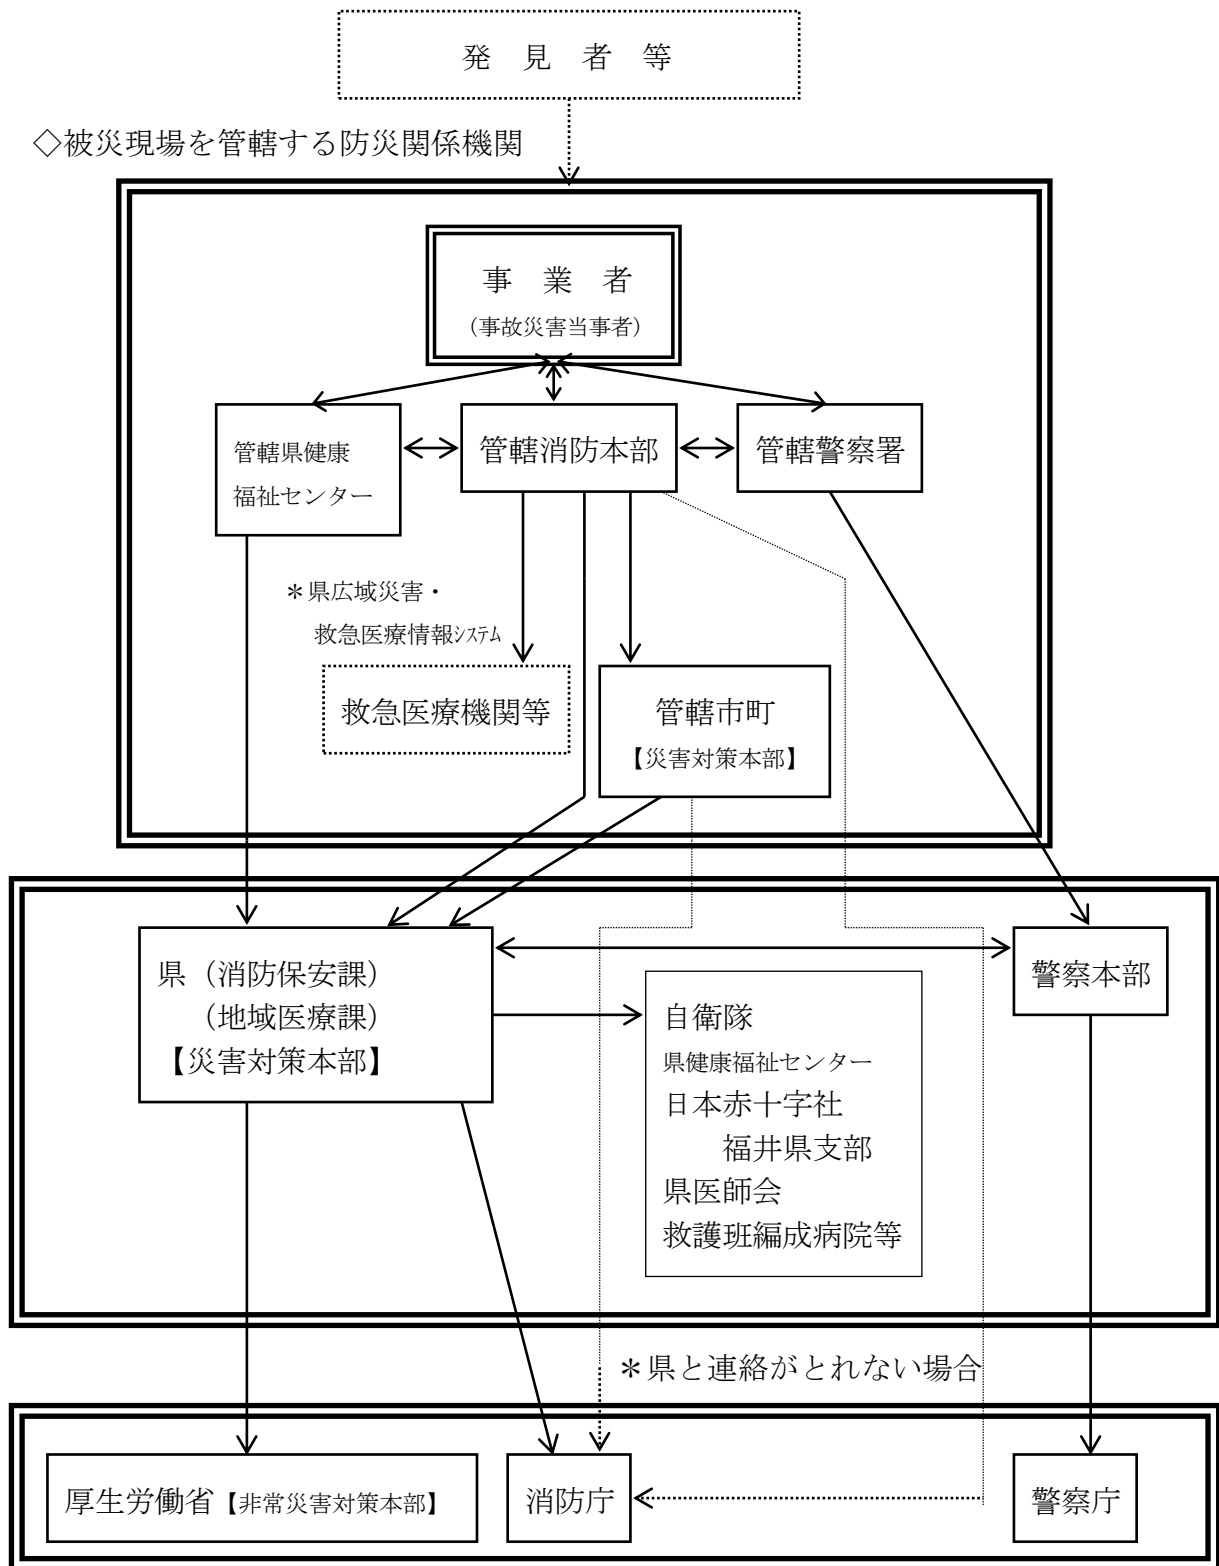 発見者等
◇被災現場を管轄する防災関係機関
事業者
（事故災害当事者）
管轄県健康
福祉センター
管轄消防本部
管轄警察署
＊県広域災害・
救急医療情報ｼｽﾃﾑ
救急医療機関等
管轄市町
【災害対策本部】
県（消防保安課）
（地域医療課）
【災害対策本部】
警察本部
自衛隊
県健康福祉センター
日本赤十字社
福井県支部
県医師会
救護班編成病院等
＊県と連絡がとれない場合
厚生労働省【非常災害対策本部】
消防庁
警察庁